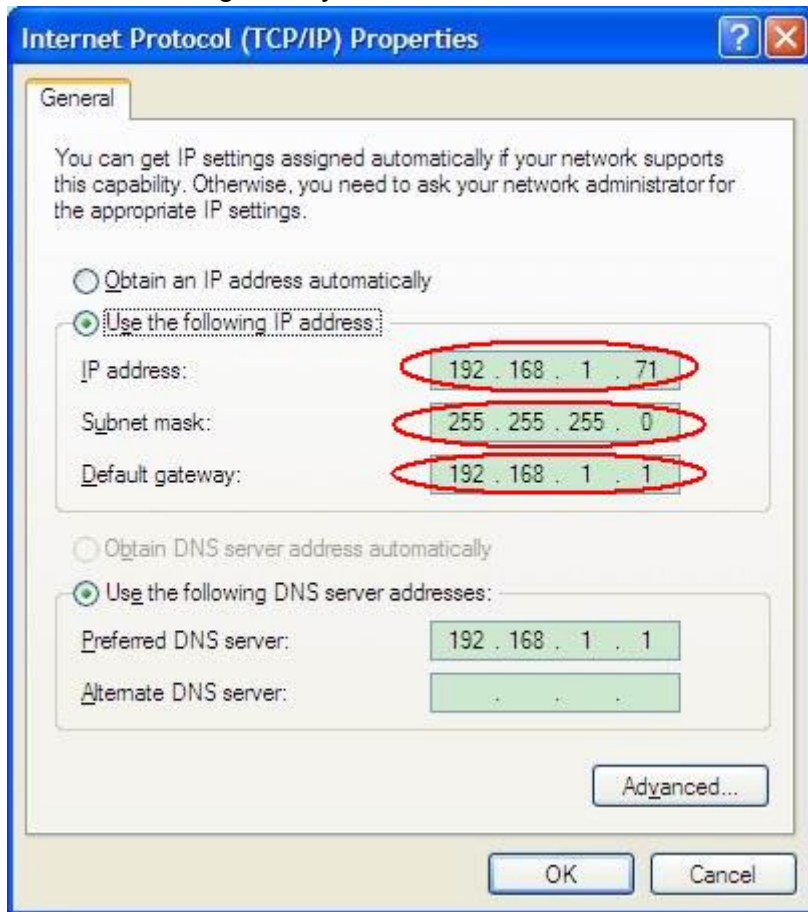 Internet Protocol (TCP/IP) Properties
General
You can get IP settings assigned automatically if your network supports
this capability. Otherwise, you need to ask your network administrator for
the appropriate IP settings.
Obtain an IP address automatically
Use the following IP address:
IP address: 192 . 168 . 1 . 71
Subnet mask: 255 . 255 . 255 . 0
Default gateway: 192 . 168 . 1 . 1
Obtain DNS server address automatically
Use the following DNS server addresses:
Preferred DNS server: 192 . 168 . 1 . 1
Alternate DNS server: . . .
Advanced...
OK Cancel